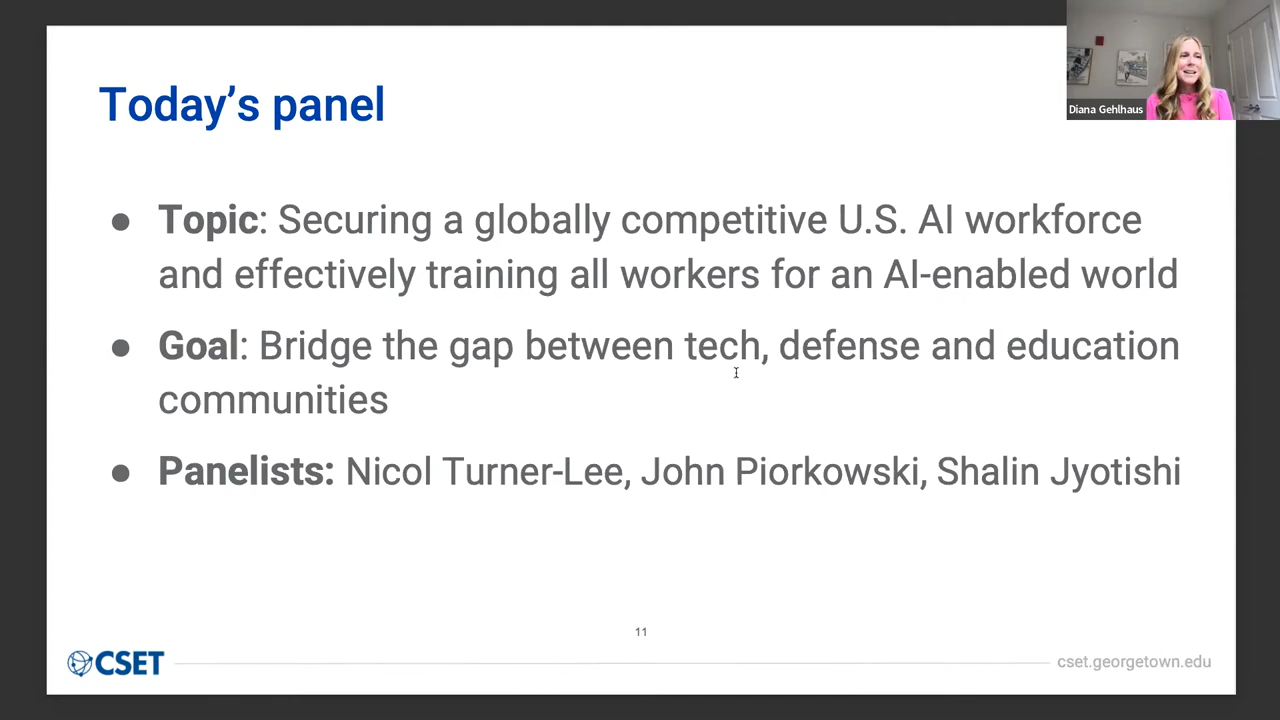 Today's panel
Diana Gehlhaus
● Topic: Securing a globally competitive U.S. AI workforce
and effectively training all workers for an AI-enabled world
● Goal: Bridge the gap between tech, defense and education
communities
● Panelists: Nicol Turner-Lee, John Piorkowski, Shalin Jyotishi
11
CSET
cset.georgetown.edu